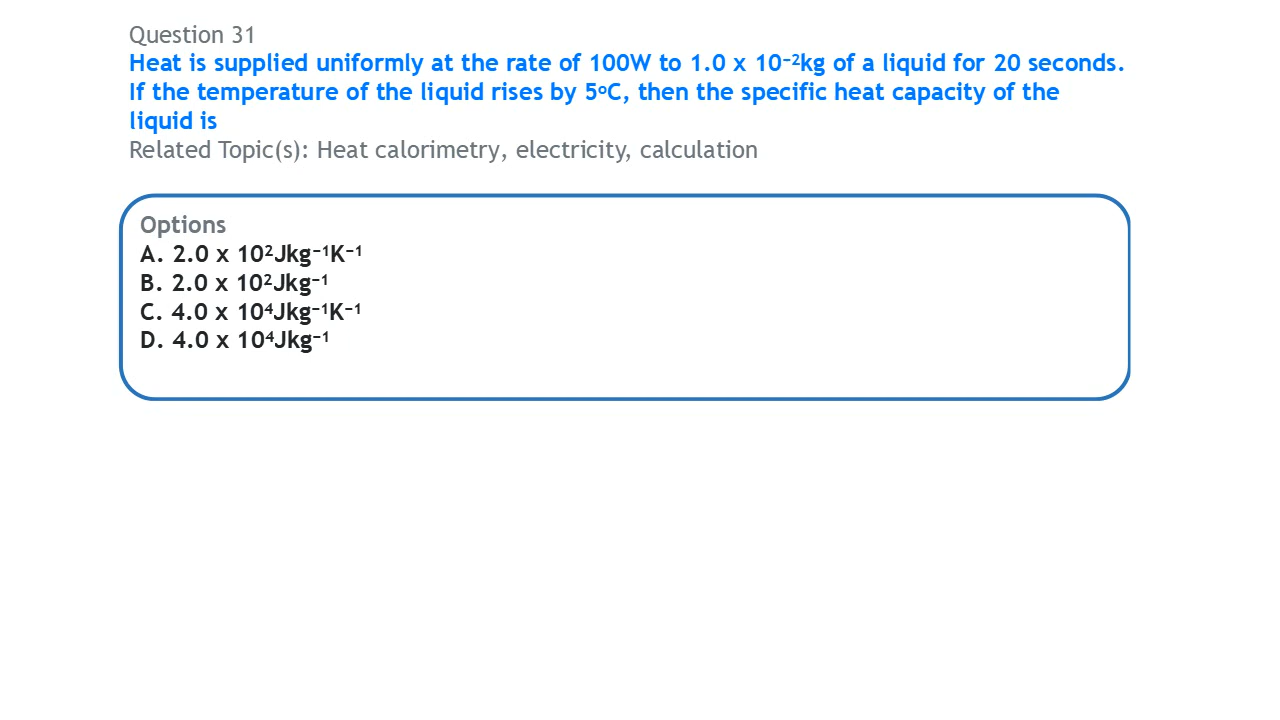 Question 31
Heat is supplied uniformly at the rate of 100W to 1.0 x 10⁻²kg of a liquid for 20 seconds.
If the temperature of the liquid rises by 5ᵒC, then the specific heat capacity of the
liquid is
Related Topic(s): Heat calorimetry, electricity, calculation
Options
A. 2.0 x 10²Jkg⁻¹K⁻¹
B. 2.0 x 10²Jkg⁻¹
C. 4.0 x 10⁴Jkg⁻¹K⁻¹
D. 4.0 x 10⁴Jkg⁻¹